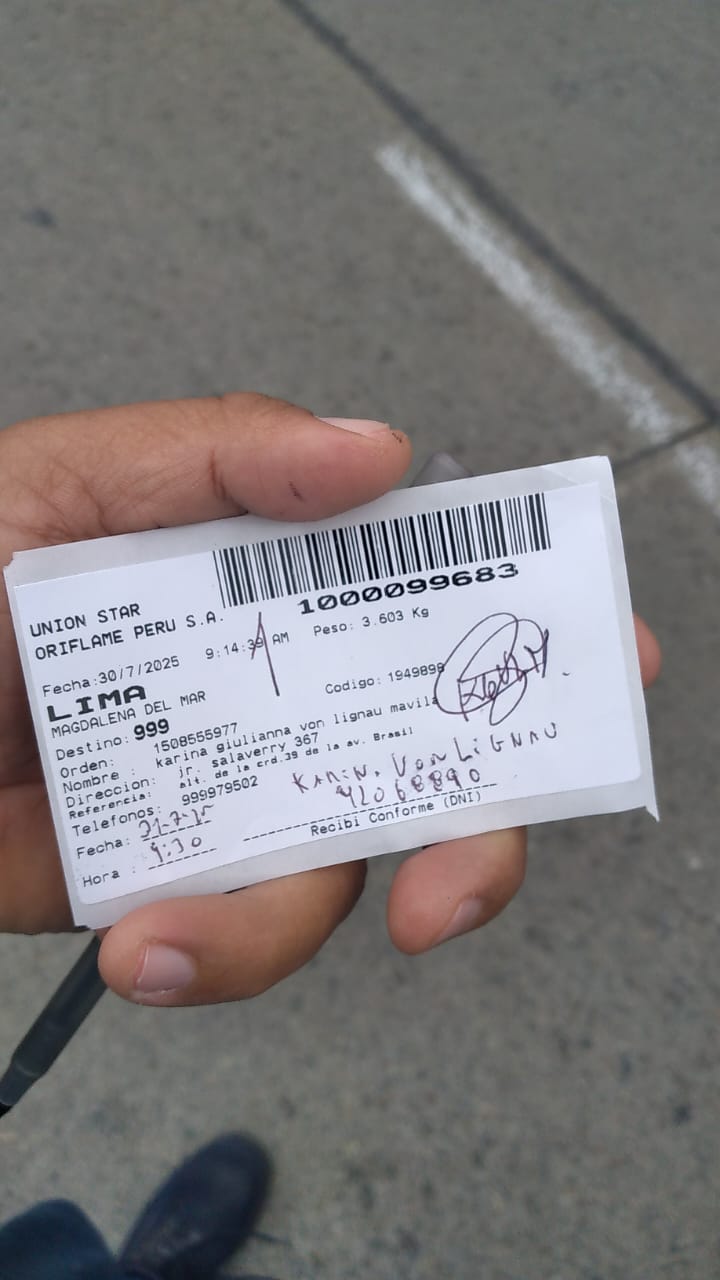 1000099683
UNION STAR
ORIFLAME PERU S.A.
Fecha:30/7/2025 9:14:39 AM Peso: 3.603 Kg
LIMA
MAGDALENA DEL MAR
Codigo: 1949899
Destino: 999
Orden: 1508555977
Nombre : karina giulianna von lignau mavila
Direccion: jr. salaverry 367
Referencia: alt. de la crd.39 de la av. Brasil
Telefonos: 999979502
KARIN. VON LIGNAU
42068890
Fecha:
Hora : 9:30
Recibi Conforme (DNI)